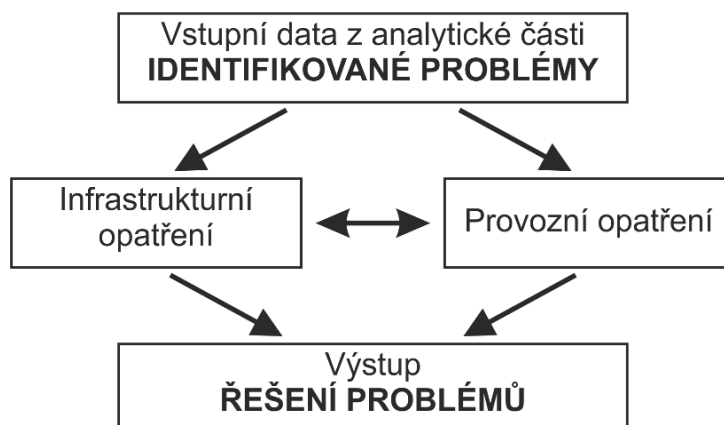 Vstupní data z analytické části
IDENTIFIKOVANÉ PROBLÉMY
Infrastrukturní
opatření
Provozní opatření
Výstup
ŘEŠENÍ PROBLÉMŮ